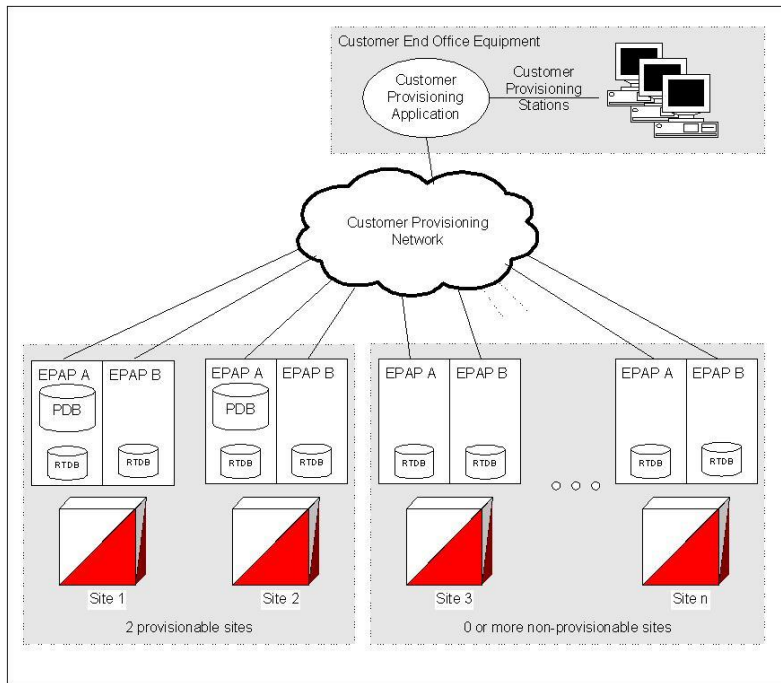 Customer End Office Equipment
Customer
Provisioning
Application
Customer
Provisioning
Stations
Customer Provisioning
Network
EPAP A
EPAP B
PDB
RTDB
RTDB
EPAP A
EPAP B
PDB
RTDB
RTDB
EPAP A
EPAP B
RTDB
RTDB
EPAP A
EPAP B
RTDB
RTDB
Site 1
Site 2
Site 3
Site n
2 provisionable sites
0 or more non-provisionable sites